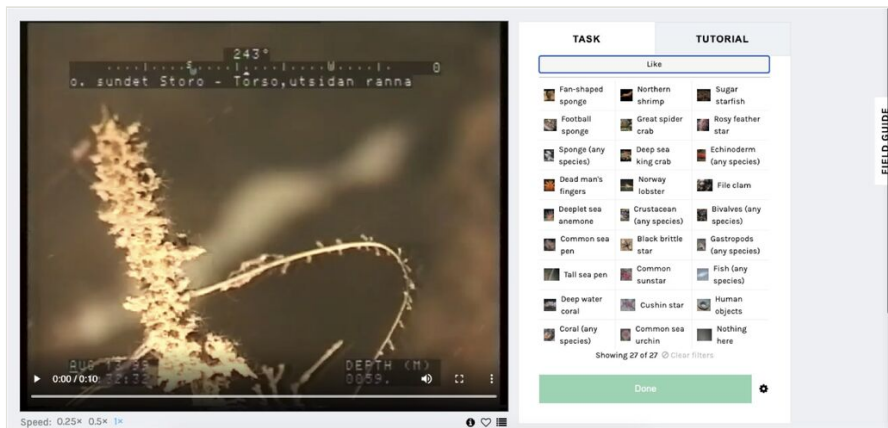 243°
S W 0
o. sundet Storo - Torso,utsidan ranna
DEPTH (M)
0059.
0:00 / 0:10
Speed: 0.25× 0.5× 1×
TASK
TUTORIAL
Like
Fan-shaped sponge
Northern shrimp
Sugar starfish
Football sponge
Great spider crab
Rosy feather star
Sponge (any species)
Deep sea king crab
Echinoderm (any species)
Dead man's fingers
Norway lobster
File clam
Deeplet sea anemone
Crustacean (any species)
Bivalves (any species)
Common sea pen
Black brittle star
Gastropods (any species)
Tall sea pen
Common sunstar
Fish (any species)
Deep water coral
Cushin star
Human objects
Coral (any species)
Common sea urchin
Nothing here
Showing 27 of 27 Clear filters
Done
FIELD GUIDE